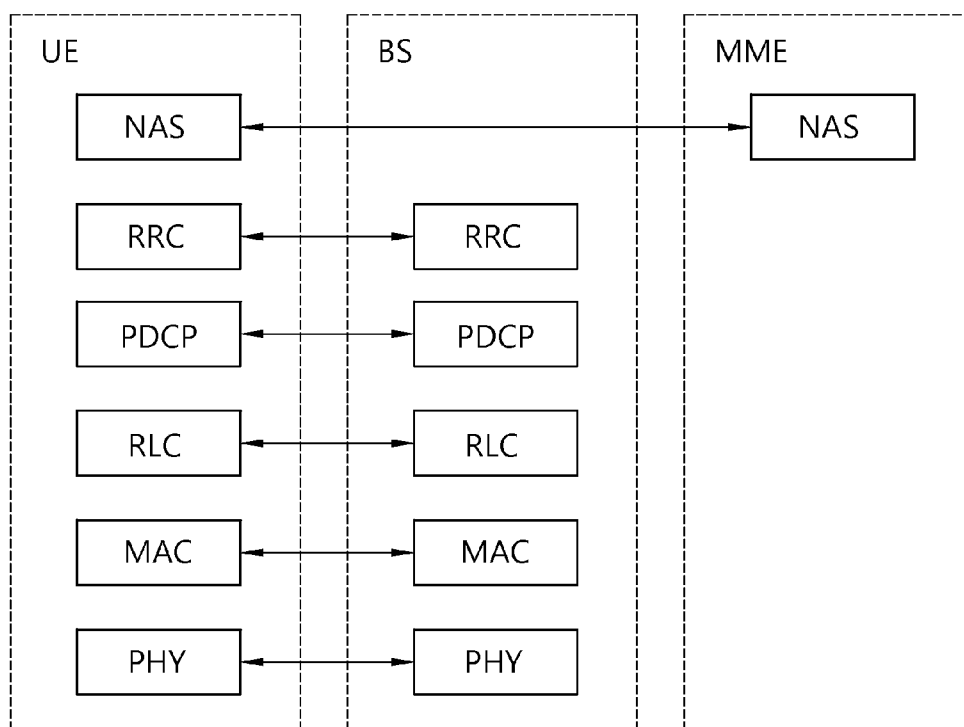 UE BS MME
NAS NAS
RRC RRC
PDCP PDCP
RLC RLC
MAC MAC
PHY PHY